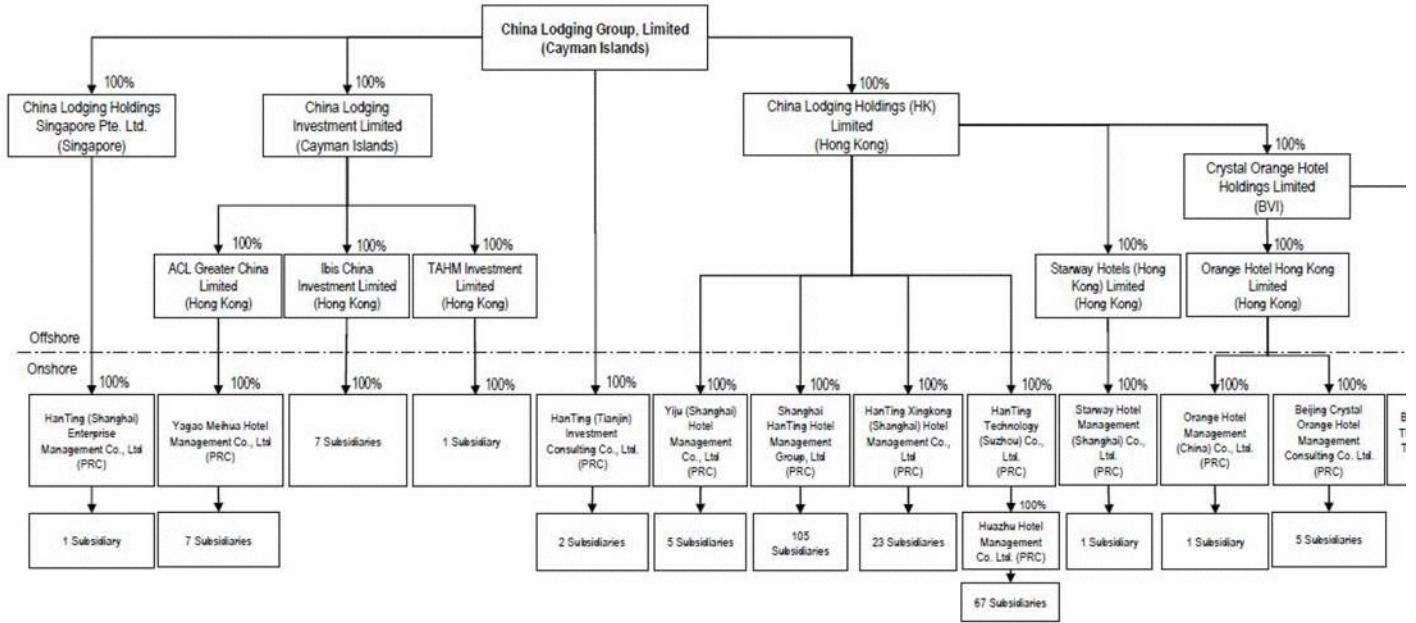 China Lodging Group, Limited
(Cayman Islands)
100%
100%
100%
China Lodging Holdings
Singapore Pte. Ltd.
(Singapore)
China Lodging
Investment Limited
(Cayman Islands)
China Lodging Holdings (HK)
Limited
(Hong Kong)
100%
100%
Crystal Orange Hotel
Holdings Limited
(BVI)
100%
100%
100%
100%
100%
ACL Greater China
Limited
(Hong Kong)
Ibis China
Investment Limited
(Hong Kong)
TAHM Investment
Limited
(Hong Kong)
Starway Hotels (Hong
Kong) Limited
(Hong Kong)
Orange Hotel Hong Kong
Limited
(Hong Kong)
Offshore
Onshore
100%
100%
100%
100%
100%
100%
100%
100%
100%
100%
100%
100%
HanTing (Shanghai)
Enterprise
Management Co., Ltd
(PRC)
Yagao Meihua Hotel
Management Co., Ltd
(PRC)
7 Subsidiaries
1 Subsidiary
HanTing (Tianjin)
Investment
Consulting Co., Ltd.
(PRC)
Yiju (Shanghai)
Hotel
Management Co., Ltd
(PRC)
Shanghai
HanTing Hotel
Management
Group, Ltd
(PRC)
HanTing Xingkong
(Shanghai) Hotel
Management Co., Ltd
(PRC)
HanTing
Technology
(Suzhou) Co.,
Ltd.
(PRC)
Starway Hotel
Management
(Shanghai) Co.,
Ltd.
(PRC)
Orange Hotel
Management
(China) Co., Ltd.
(PRC)
Beijing Crystal
Orange Hotel
Management
Consulting Co. Ltd.
(PRC)
1 Subsidiary
7 Subsidiaries
2 Subsidiaries
5 Subsidiaries
105
Subsidiaries
23 Subsidiaries
100%
Huazhu Hotel
Management
Co. Ltd. (PRC)
1 Subsidiary
1 Subsidiary
5 Subsidiaries
67 Subsidiaries